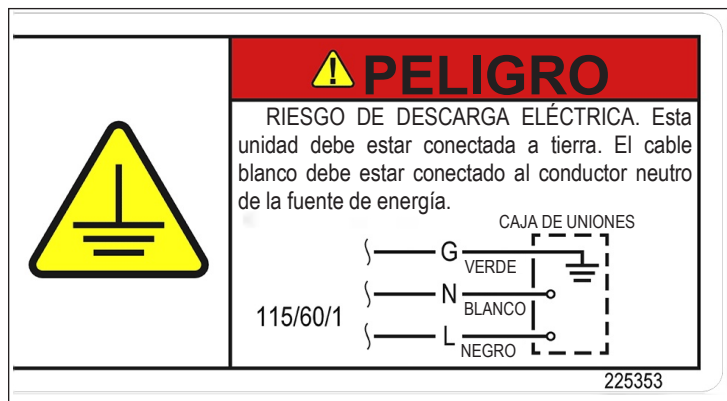 PELIGRO
RIESGO DE DESCARGA ELÉCTRICA. Esta
unidad debe estar conectada a tierra. El cable
blanco debe estar conectado al conductor neutro
de la fuente de energía.
CAJA DE UNIONES
G
VERDE
N
BLANCO
115/60/1
L
NEGRO
225353